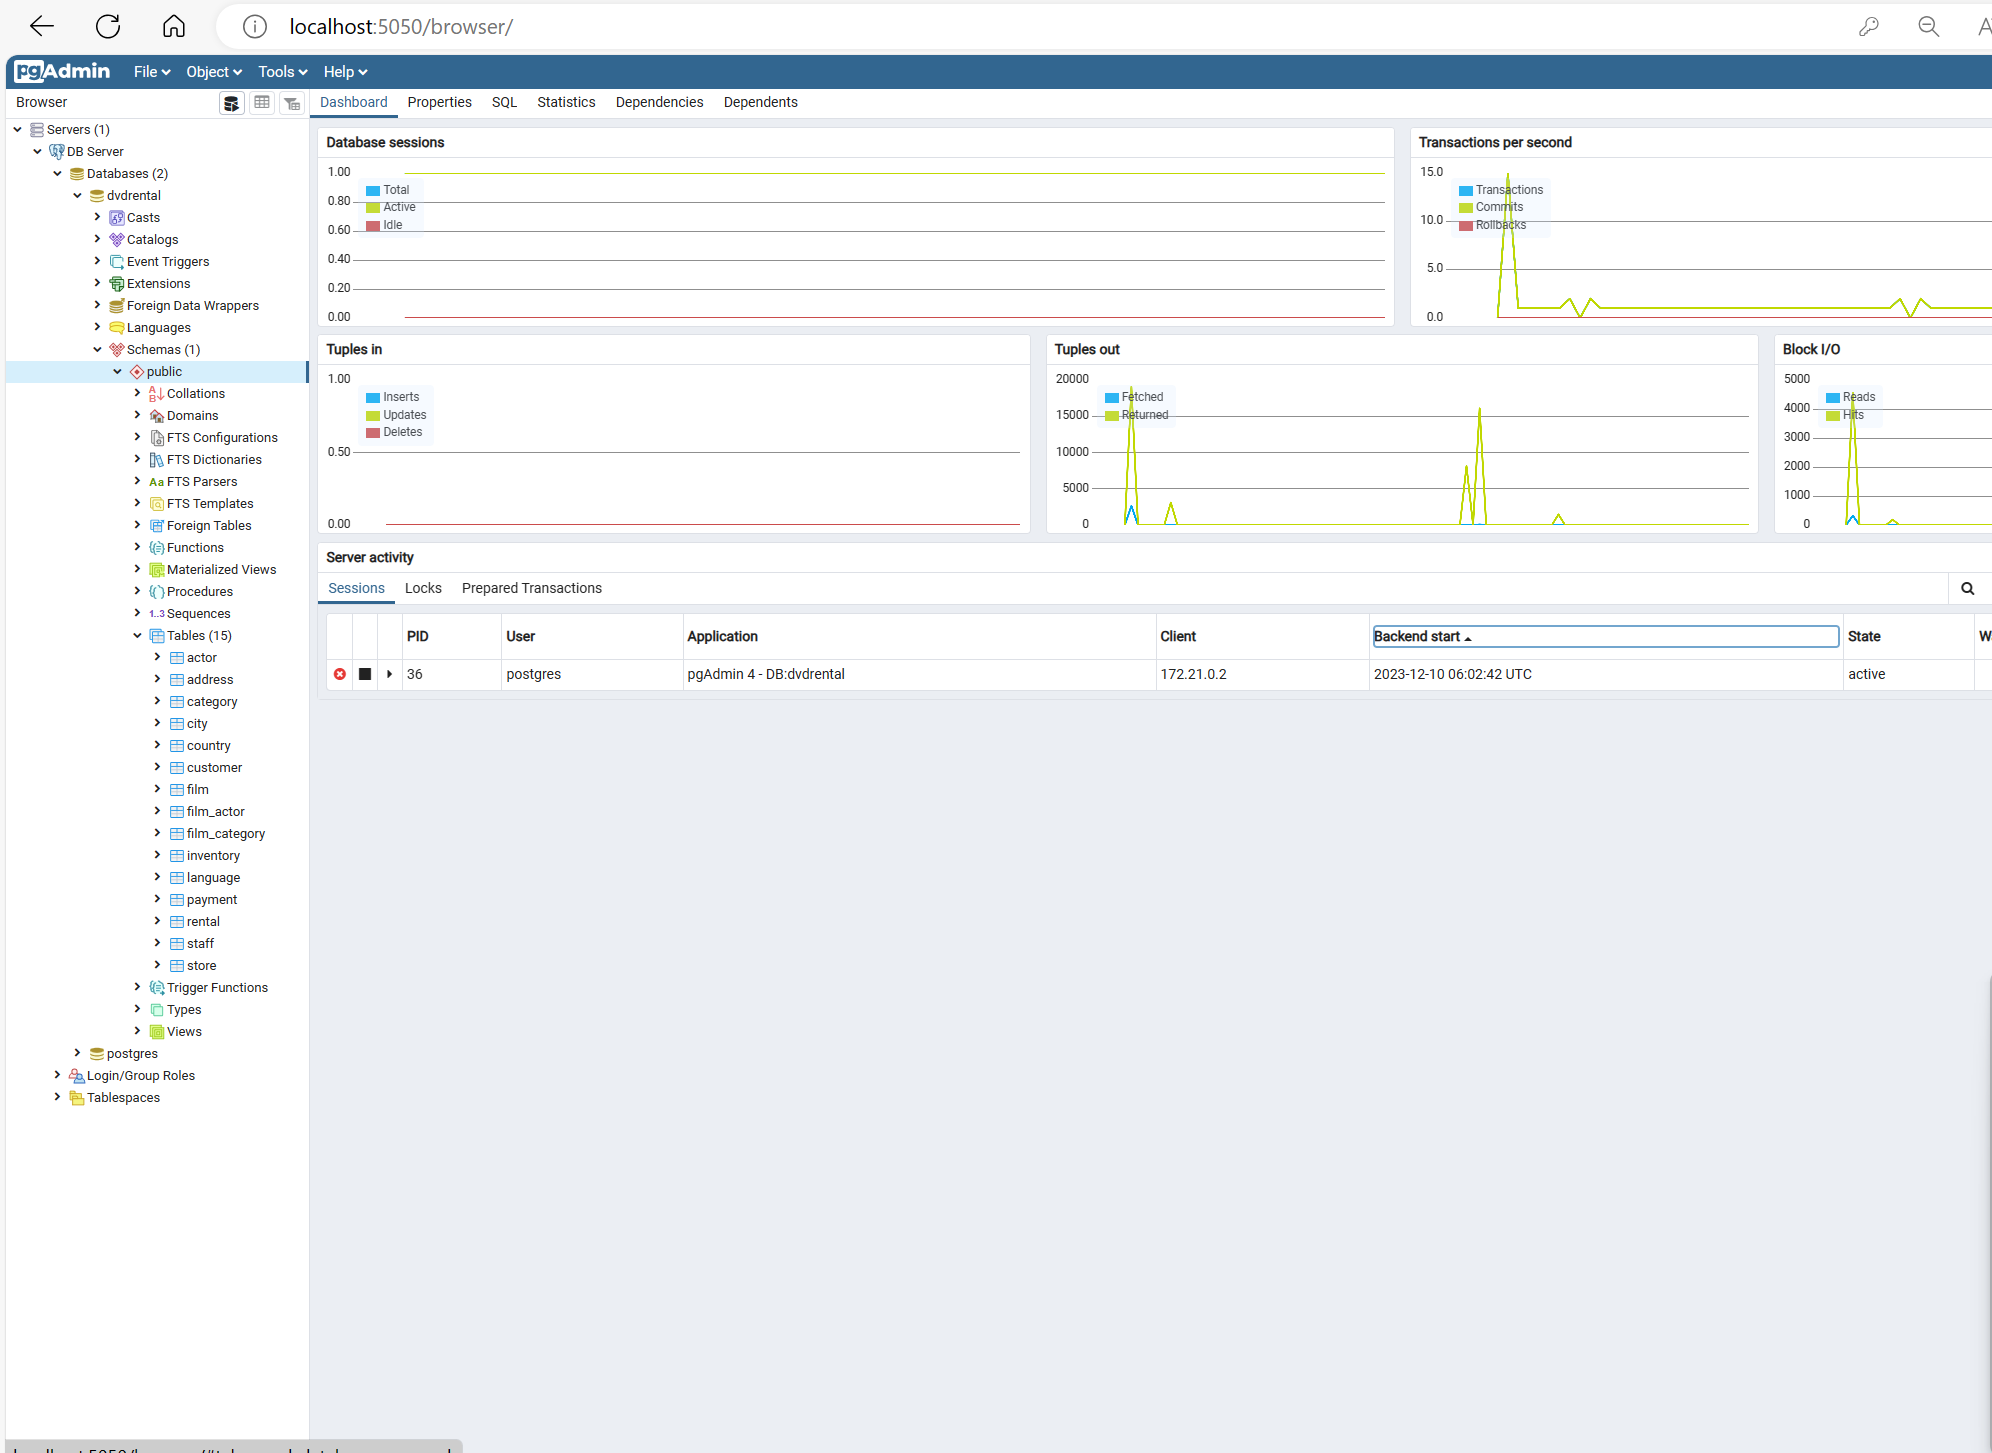 localhost:5050/browser/
pgAdmin File Object Tools Help
Browser
Dashboard Properties SQL Statistics Dependencies Dependents
Servers (1)
DB Server
Databases (2)
dvdrental
Casts
Catalogs
Event Triggers
Extensions
Foreign Data Wrappers
Languages
Schemas (1)
public
Collations
Domains
FTS Configurations
FTS Dictionaries
Aa FTS Parsers
FTS Templates
Foreign Tables
Functions
Materialized Views
Procedures
1..3 Sequences
Tables (15)
actor
address
category
city
country
customer
film
film_actor
film_category
inventory
language
payment
rental
staff
store
Trigger Functions
Types
Views
postgres
Login/Group Roles
Tablespaces
Database sessions
1.00
0.80
0.60
0.40
0.20
0.00
Total
Active
Idle
Transactions per second
15.0
10.0
5.0
0.0
Transactions
Commits
Rollbacks
Tuples in
1.00
0.50
0.00
Inserts
Updates
Deletes
Tuples out
20000
15000
10000
5000
0
Fetched
Returned
Block I/O
5000
4000
3000
2000
1000
0
Reads
Hits
Server activity
Sessions Locks Prepared Transactions
PID User Application Client Backend start State
36 postgres pgAdmin 4 - DB:dvdrental 172.21.0.2 2023-12-10 06:02:42 UTC active